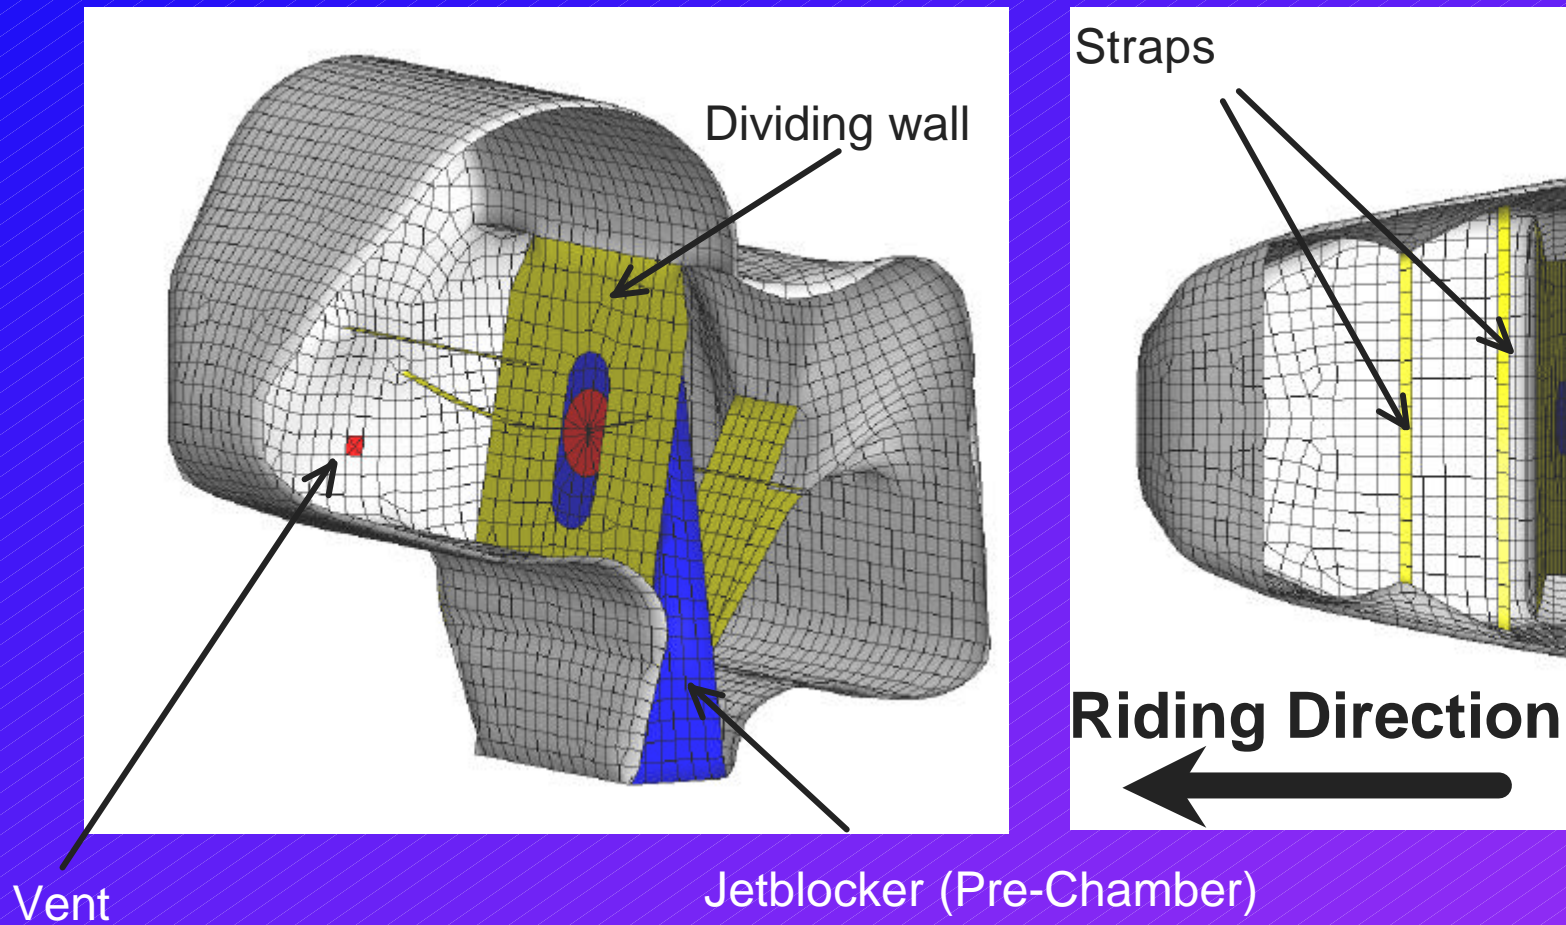 Straps
Dividing wall
Riding Direction
Vent
Jetblocker (Pre-Chamber)